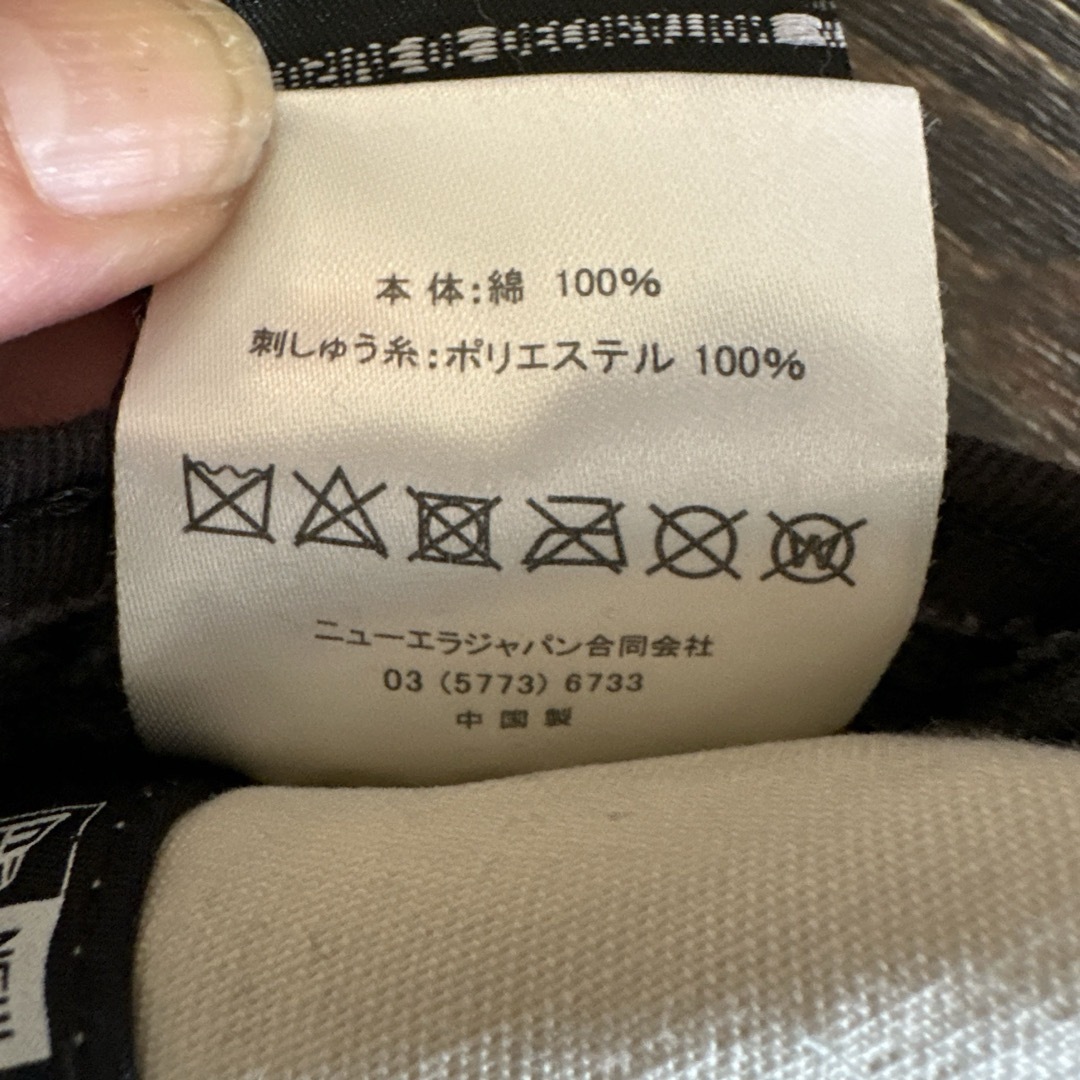 本体:綿 100%
刺しゅう糸:ポリエステル 100%
W
ニューエラジャパン合同会社
03 (5773) 6733
中国製
NEW